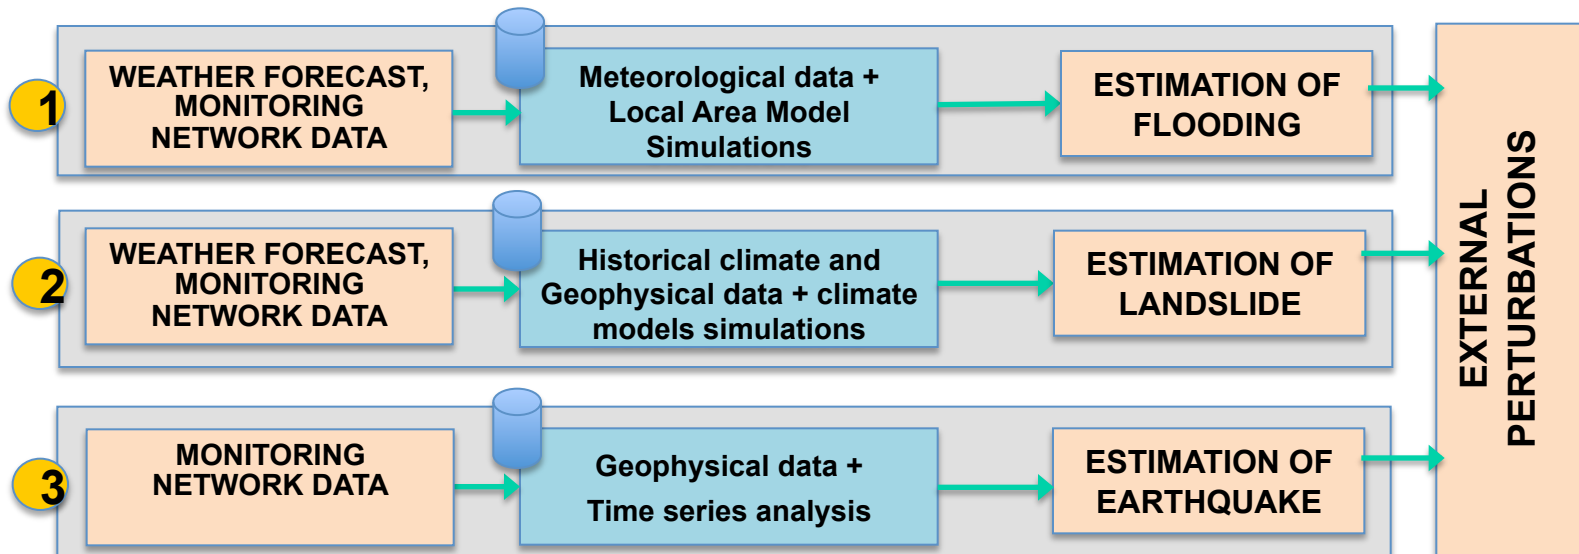 1
WEATHER FORECAST,
MONITORING
NETWORK DATA
Meteorological data +
Local Area Model
Simulations
ESTIMATION OF
FLOODING
2
WEATHER FORECAST,
MONITORING
NETWORK DATA
Historical climate and
Geophysical data + climate
models simulations
ESTIMATION OF
LANDSLIDE
3
MONITORING
NETWORK DATA
Geophysical data +
Time series analysis
ESTIMATION OF
EARTHQUAKE
EXTERNAL
PERTURBATIONS